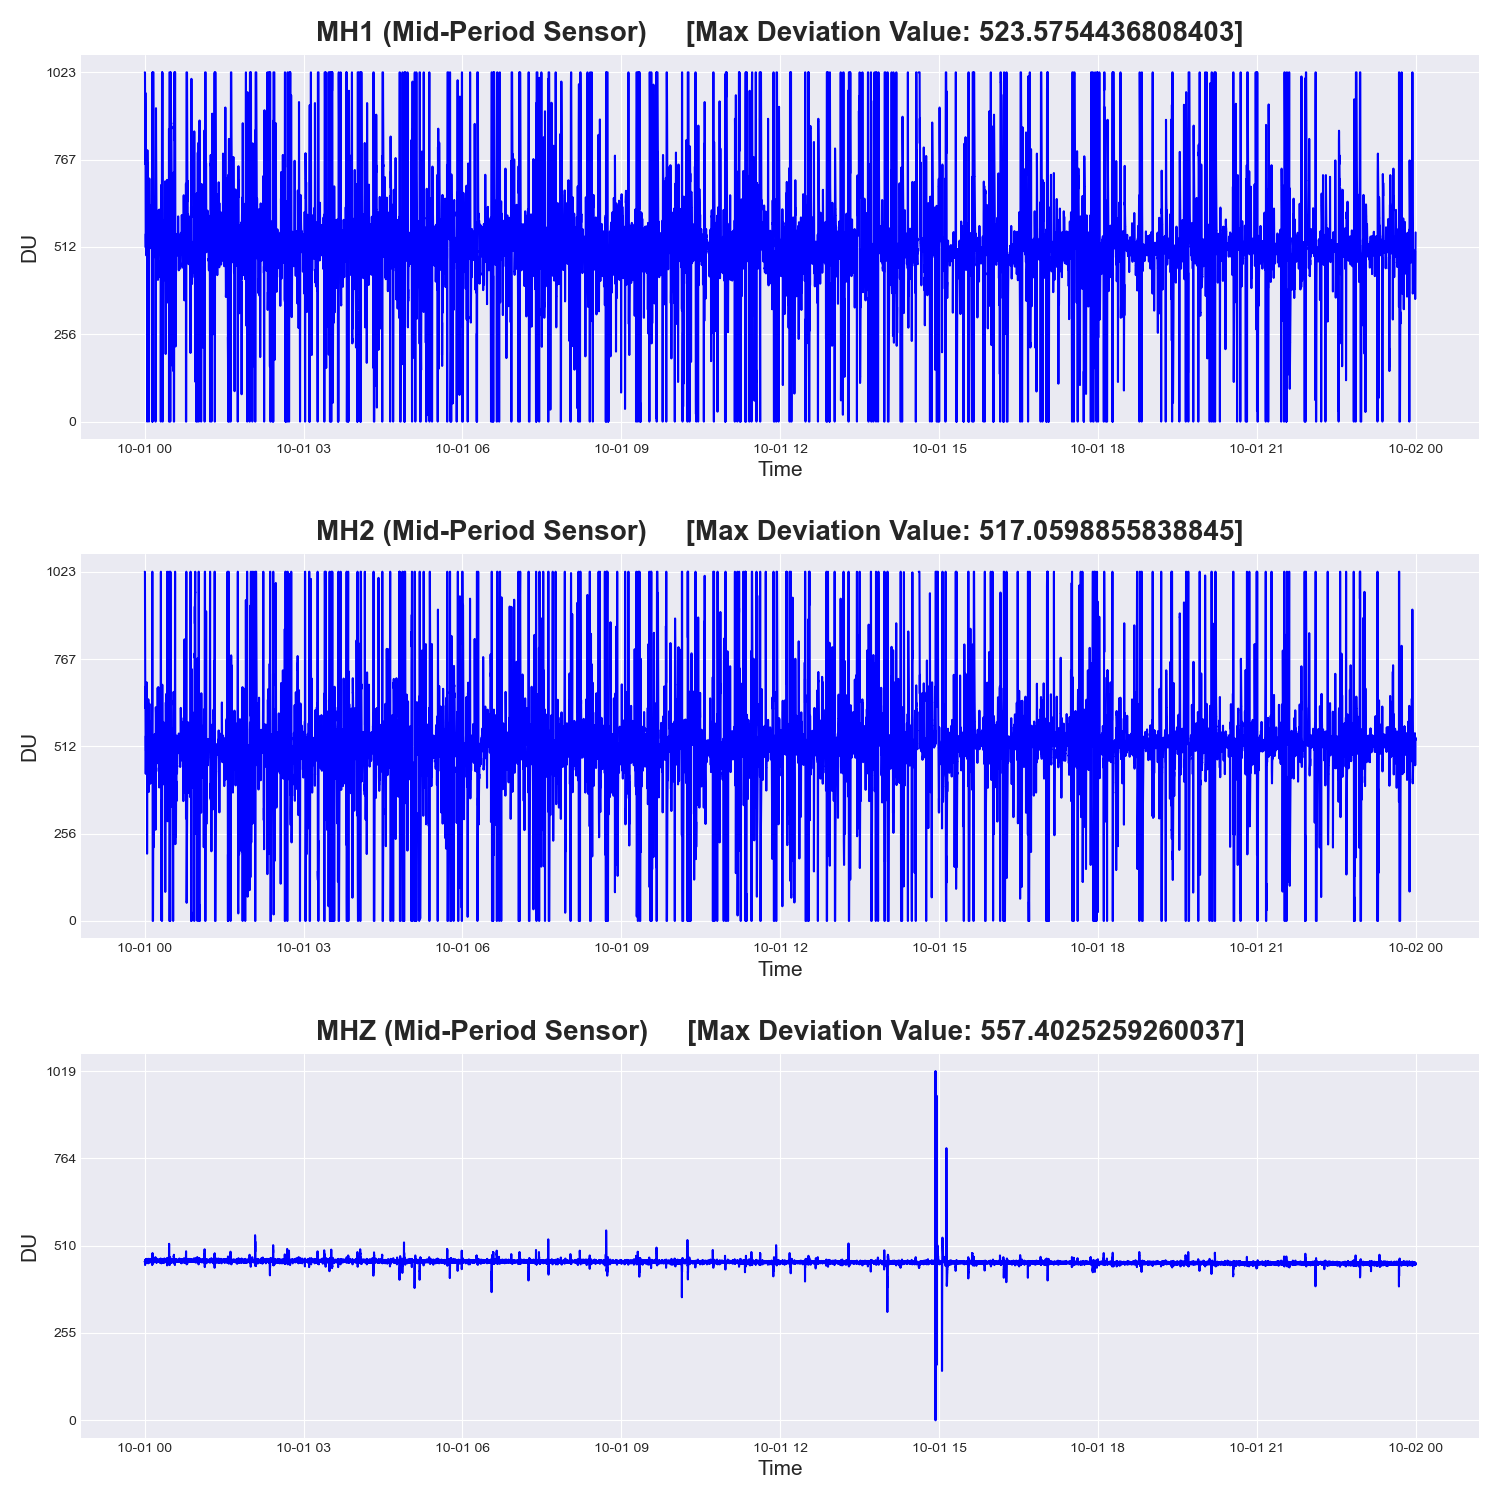 MH1 (Mid-Period Sensor) [Max Deviation Value: 523.5754436808403]
1023
767
512
256
0
DU
10-01 00 10-01 03 10-01 06 10-01 09 10-01 12 10-01 15 10-01 18 10-01 21 10-02 00
Time
MH2 (Mid-Period Sensor) [Max Deviation Value: 517.0598855838845]
1023
767
512
256
0
DU
10-01 00 10-01 03 10-01 06 10-01 09 10-01 12 10-01 15 10-01 18 10-01 21 10-02 00
Time
MHZ (Mid-Period Sensor) [Max Deviation Value: 557.4025259260037]
1019
764
510
255
0
DU
10-01 00 10-01 03 10-01 06 10-01 09 10-01 12 10-01 15 10-01 18 10-01 21 10-02 00
Time